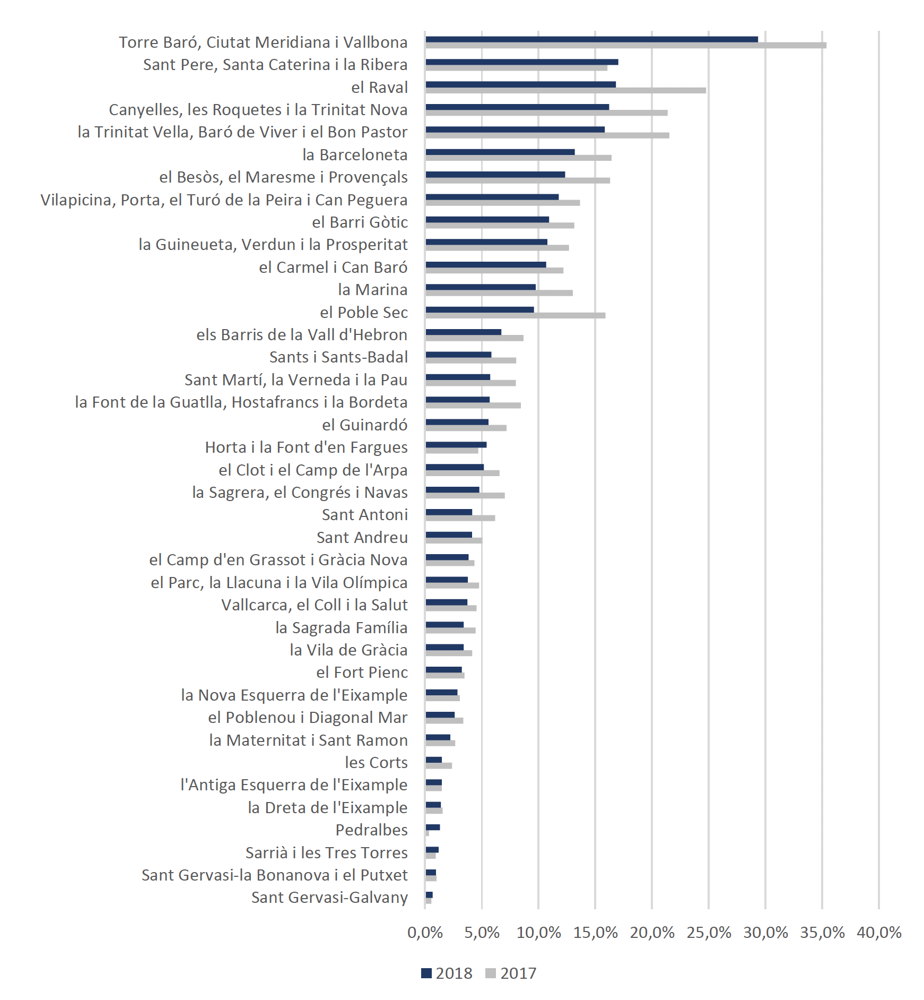 Torre Baró, Ciutat Meridiana i Vallbona
Sant Pere, Santa Caterina i la Ribera
el Raval
Canyelles, les Roquetes i la Trinitat Nova
la Trinitat Vella, Baró de Viver i el Bon Pastor
la Barceloneta
el Besòs, el Maresme i Provençals
Vilapicina, Porta, el Turó de la Peira i Can Peguera
el Barri Gòtic
la Guineueta, Verdun i la Prosperitat
el Carmel i Can Baró
la Marina
el Poble Sec
els Barris de la Vall d'Hebron
Sants i Sants-Badal
Sant Martí, la Verneda i la Pau
la Font de la Guatlla, Hostafrancs i la Bordeta
el Guinardó
Horta i la Font d'en Fargues
el Clot i el Camp de l'Arpa
la Sagrera, el Congrés i Navas
Sant Antoni
Sant Andreu
el Camp d'en Grassot i Gràcia Nova
el Parc, la Llacuna i la Vila Olímpica
Vallcarca, el Coll i la Salut
la Sagrada Família
la Vila de Gràcia
el Fort Pienc
la Nova Esquerra de l'Eixample
el Poblenou i Diagonal Mar
la Maternitat i Sant Ramon
les Corts
l'Antiga Esquerra de l'Eixample
la Dreta de l'Eixample
Pedralbes
Sarrià i les Tres Torres
Sant Gervasi-la Bonanova i el Putxet
Sant Gervasi-Galvany
0,0% 5,0% 10,0% 15,0% 20,0% 25,0% 30,0% 35,0% 40,0%
2018 2017